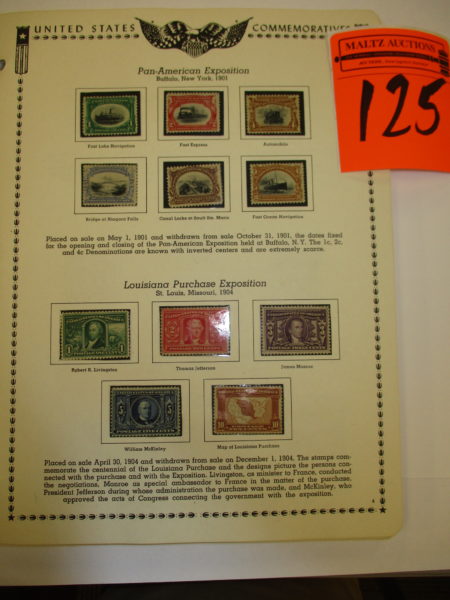 UNITED STATES COMMEMORATIVES
MALTZ AUCTIONS
125
Pan-American Exposition
Buffalo, New York, 1901
Fast Lake Navigation
Fast Express
Automobile
Bridge at Niagara Falls
Canal Locks at Sault Ste. Marie
Fast Ocean Navigation
Placed on sale on May 1, 1901 and withdrawn from sale October 31, 1901, the dates fixed
for the opening and closing of the Pan-American Exposition held at Buffalo, N. Y. The 1c, 2c,
and 4c Denominations are known with inverted centers and are extremely scarce.
Louisiana Purchase Exposition
St. Louis, Missouri, 1904
Robert R. Livingston
Thomas Jefferson
James Monroe
5 5
10 10
William McKinley
Map of Louisiana Purchase
Placed on sale April 30, 1904 and withdrawn from sale on December 1, 1904. The stamps com-
memorate the centennial of the Louisiana Purchase and the designs picture the persons con-
nected with the purchase and with the Exposition. Livingston, as minister to France, conducted
the negotiations, Monroe as special ambassador to France in the matter of the purchase,
President Jefferson during whose administration the purchase was made, and McKinley, who
approved the acts of Congress connecting the government with the exposition.